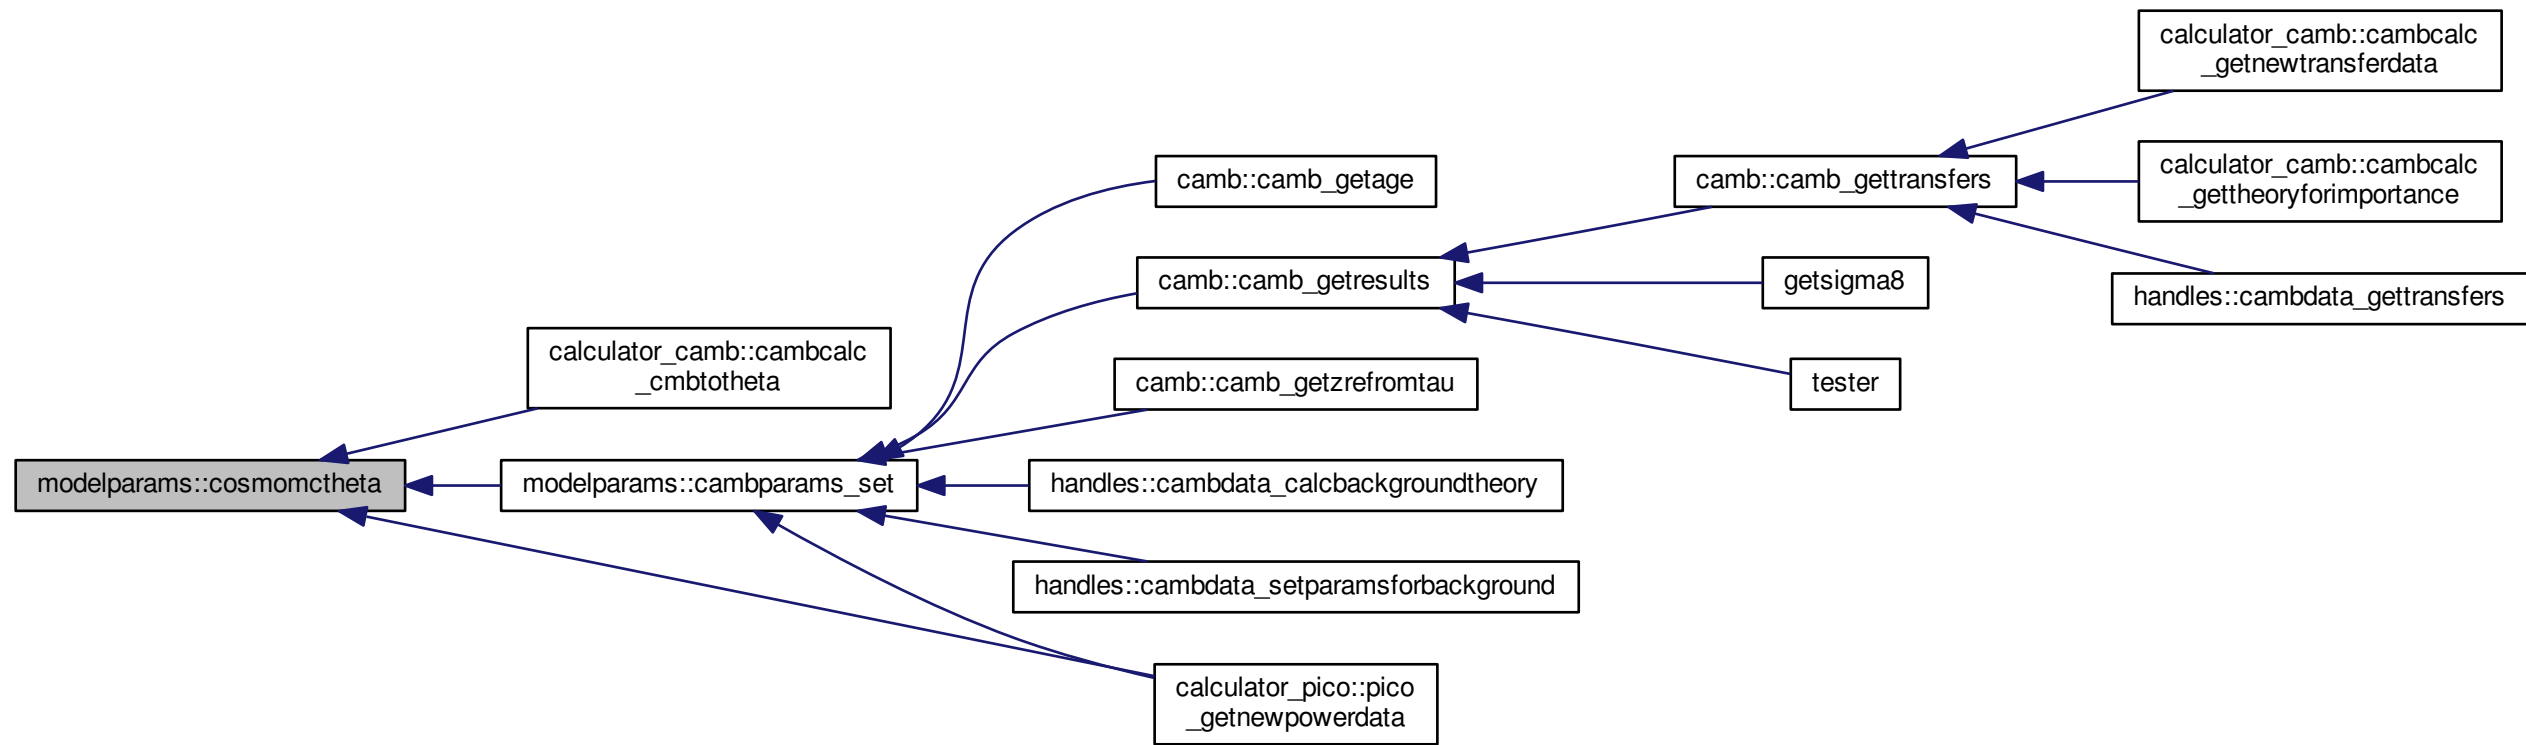 calculator_camb::cambcalc
_getnewtransferdata
camb::camb_getage
camb::camb_gettransfers
calculator_camb::cambcalc
_gettheoryforimportance
camb::camb_getresults
getsigma8
handles::cambdata_gettransfers
calculator_camb::cambcalc
_cmbtotheta
camb::camb_getzrefromtau
tester
modelparams::cosmomctheta
modelparams::cambparams_set
handles::cambdata_calcbackgroundtheory
handles::cambdata_setparamsforbackground
calculator_pico::pico
_getnewpowerdata